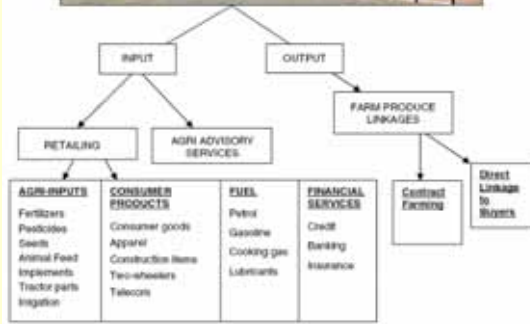 INPUT
OUTPUT
RETAILING
AGRI ADVISORY
SERVICES
FARM PRODUCE
LINKAGES
AGRI-INPUTS
Fertilizers
Pesticides
Seeds
Animal Feed
Implements
Tractor parts
Irrigation
CONSUMER
PRODUCTS
Consumer goods
Apparel
Construction items
Two-wheelers
Telecom
FUEL
Petrol
Gasoline
Cooking gas
Lubricants
FINANCIAL
SERVICES
Credit
Banking
Insurance
Contract
Farming
Direct
Linkage
to
Buyers